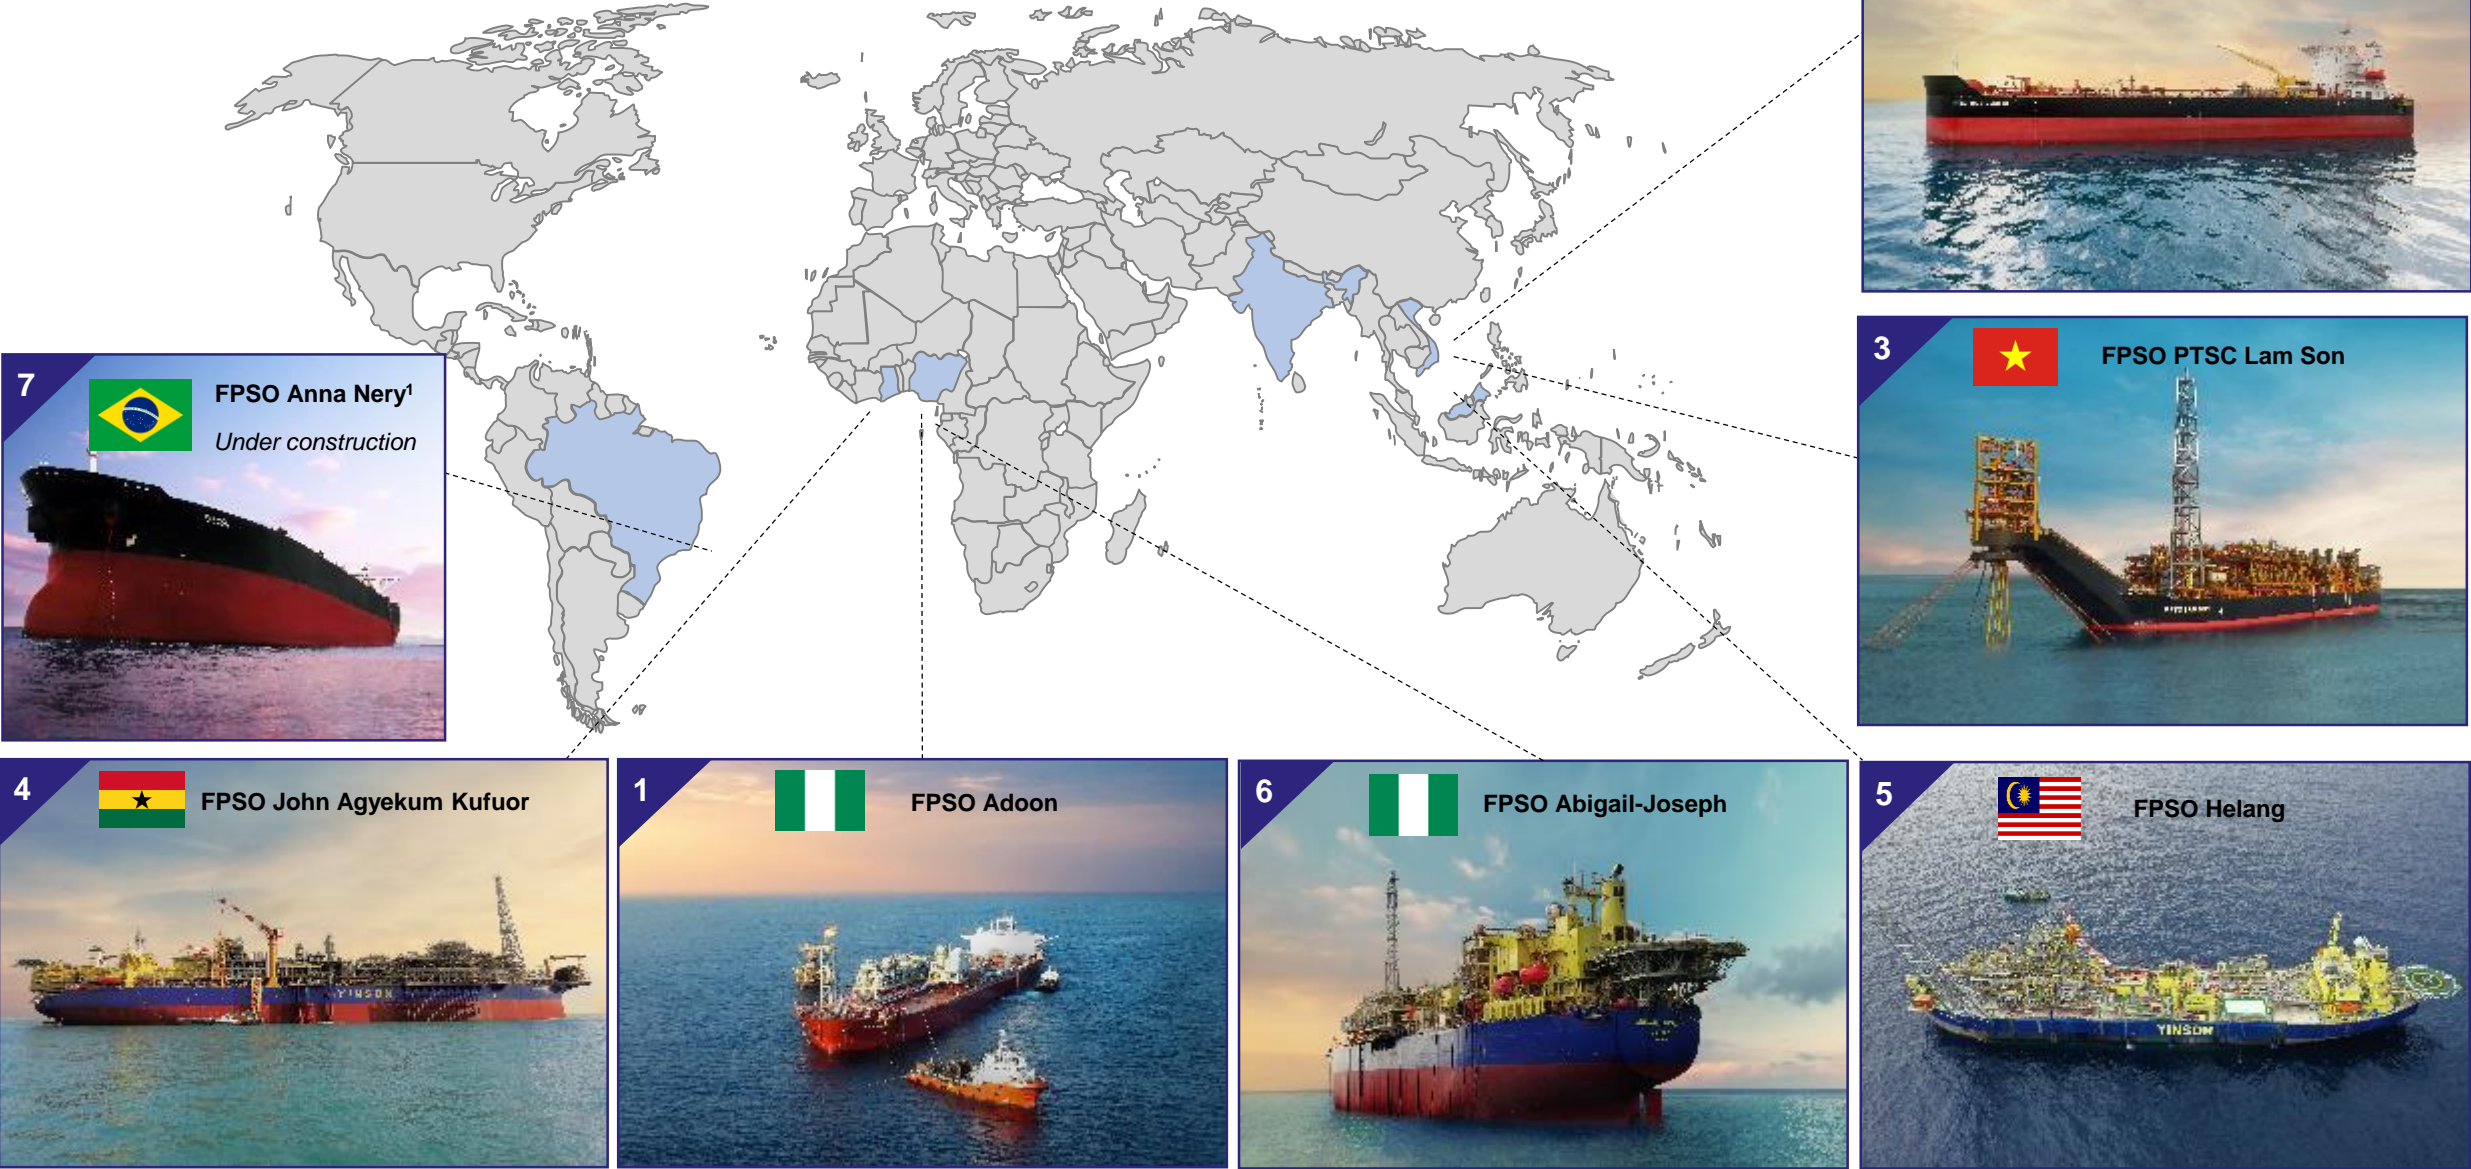 7
FPSO Anna Nery¹
Under construction
3
FPSO PTSC Lam Son
4
FPSO John Agyekum Kufuor
YINSON
1
FPSO Adoon
6
FPSO Abigail-Joseph
5
FPSO Helang
YINSON